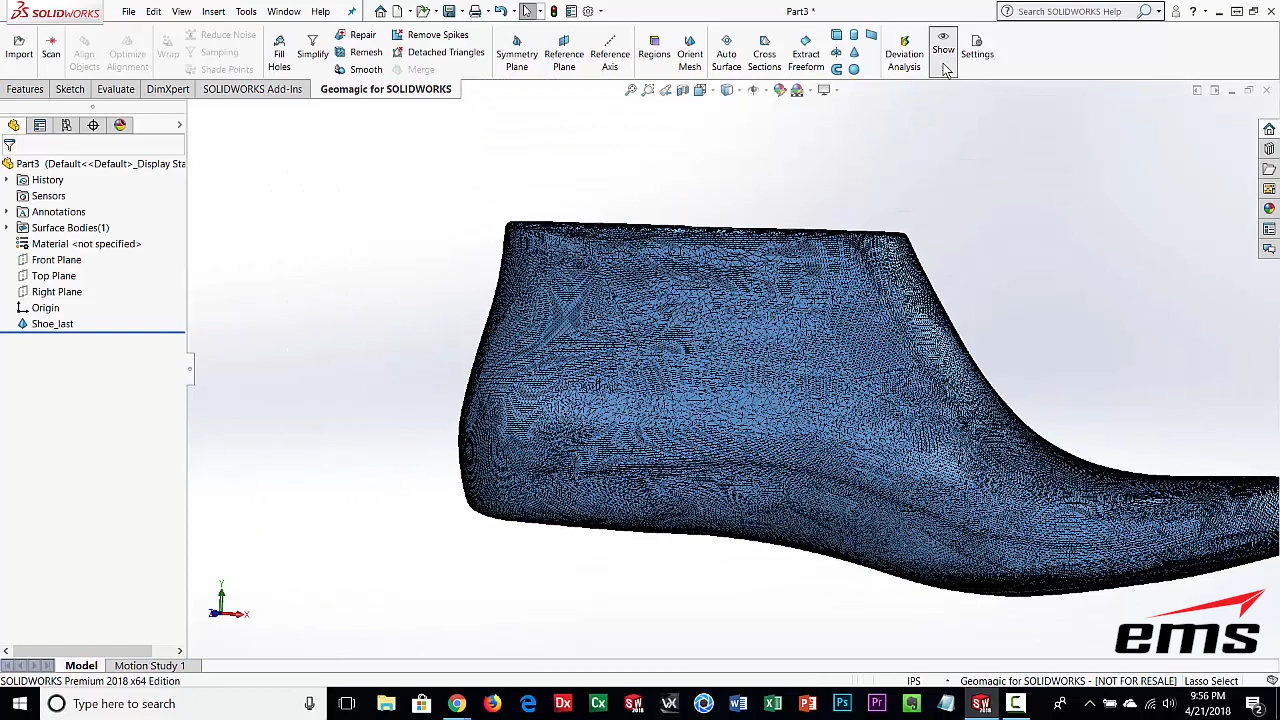 SOLIDWORKS File Edit View Insert Tools Window Help Part3 * Search SOLIDWORKS Help
Import Scan Align Objects Optimize Alignment Wrap Reduce Noise Sampling Shade Points Fill Holes Simplify Repair Remesh Smooth Remove Spikes Detached Triangles Merge Symmetry Plane Reference Plane Reference Axis Regions Orient Mesh Auto Surface Cross Sections Extract Freeform Deviation Analysis Show Settings
Features Sketch Evaluate DimXpert SOLIDWORKS Add-Ins Geomagic for SOLIDWORKS
Part3 (Default<<Default>_Display Sta
History
Sensors
Annotations
Surface Bodies(1)
Material <not specified>
Front Plane
Top Plane
Right Plane
Origin
Shoe_last
Y
Z X
ems
Model Motion Study 1
SOLIDWORKS Premium 2018 x64 Edition IPS Geomagic for SOLIDWORKS - [NOT FOR RESALE] Lasso Select
Type here to search
9:56 PM
4/21/2018